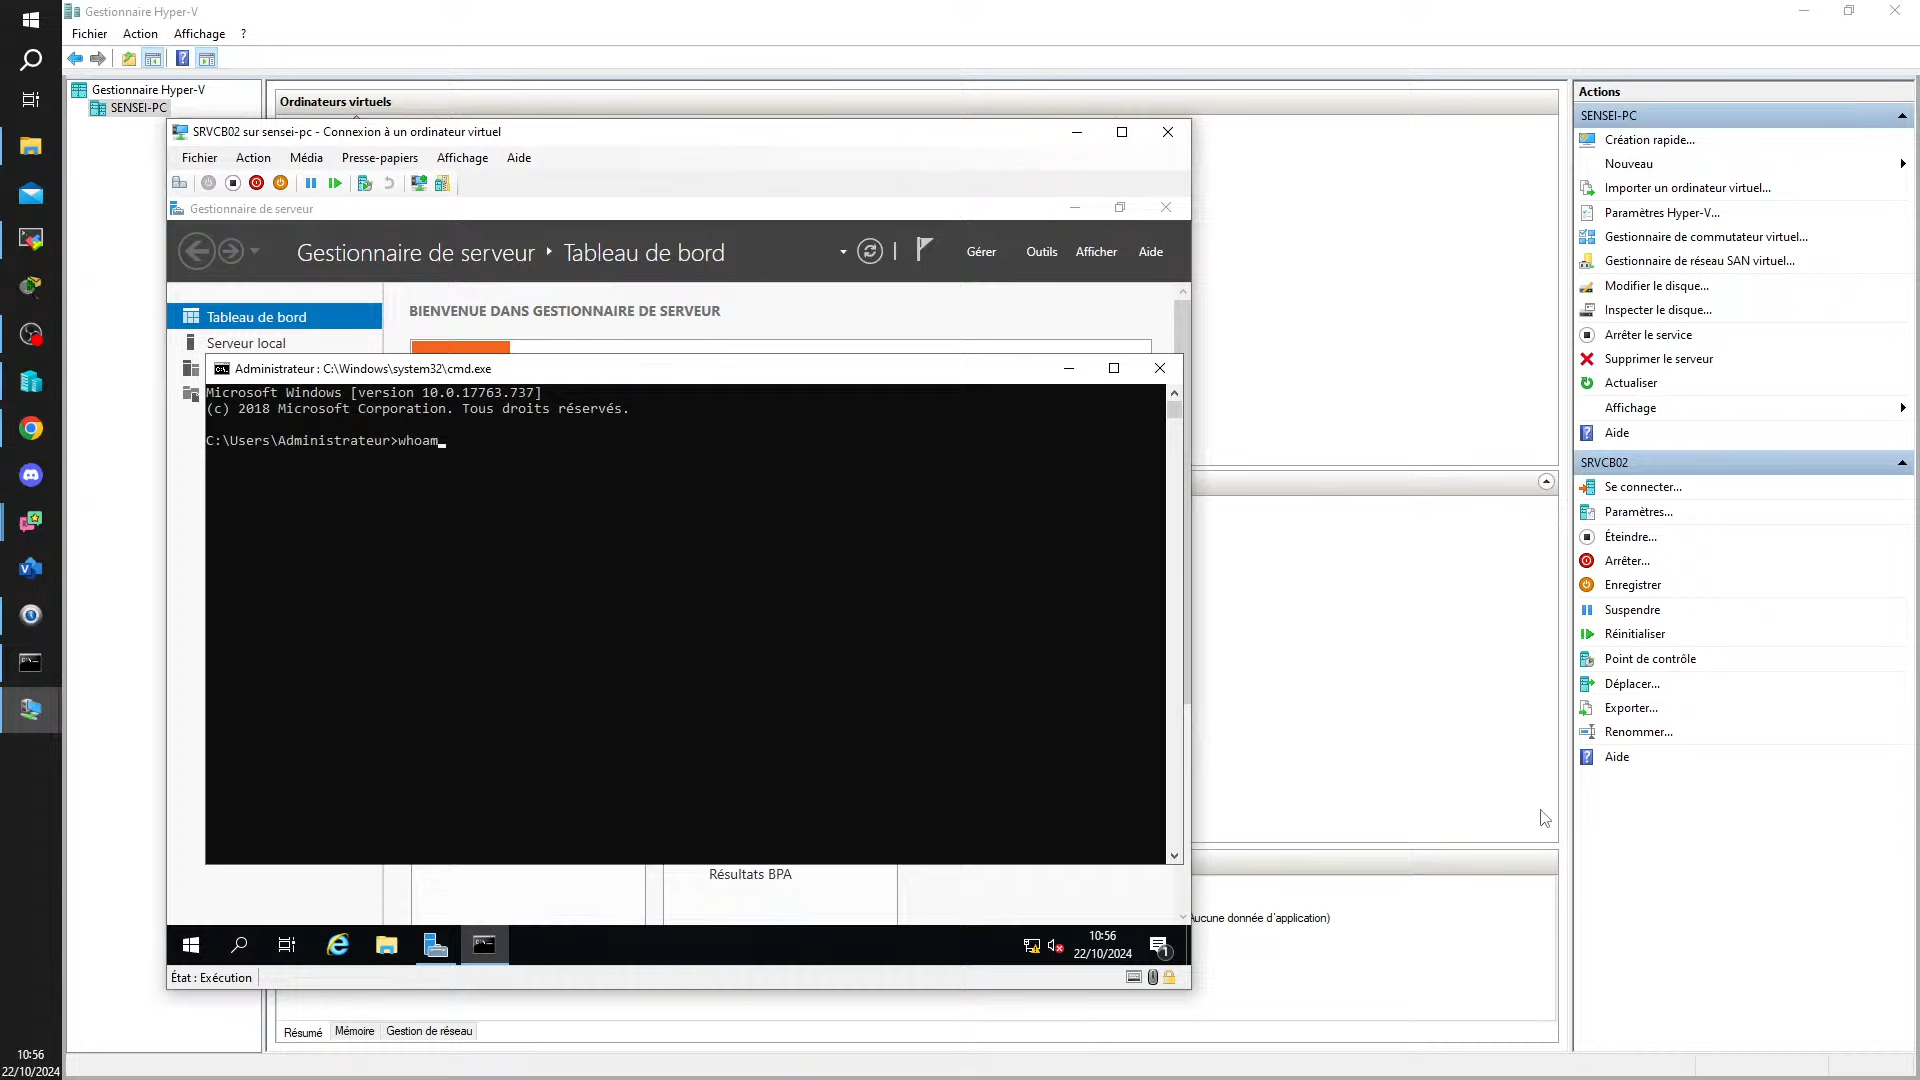 Gestionnaire Hyper-V
Fichier Action Affichage ?
Gestionnaire Hyper-V
SENSEI-PC
Ordinateurs virtuels
SRVCB02 sur sensei-pc - Connexion à un ordinateur virtuel
Fichier Action Média Presse-papiers Affichage Aide
Gestionnaire de serveur
Gestionnaire de serveur Tableau de bord
Gérer Outils Afficher Aide
Tableau de bord
Serveur local
BIENVENUE DANS GESTIONNAIRE DE SERVEUR
Administrateur : C:\Windows\system32\cmd.exe
Microsoft Windows [version 10.0.17763.737]
(c) 2018 Microsoft Corporation. Tous droits réservés.
C:\Users\Administrateur>whoam_
Résultats BPA
10:56
22/10/2024
1
État : Exécution
Aucune donnée d'application)
Résumé Mémoire Gestion de réseau
Actions
SENSEI-PC
Création rapide...
Nouveau
Importer un ordinateur virtuel...
Paramètres Hyper-V...
Gestionnaire de commutateur virtuel...
Gestionnaire de réseau SAN virtuel...
Modifier le disque...
Inspecter le disque...
Arrêter le service
Supprimer le serveur
Actualiser
Affichage
Aide
SRVCB02
Se connecter...
Paramètres...
Éteindre...
Arrêter...
Enregistrer
Suspendre
Réinitialiser
Point de contrôle
Déplacer...
Exporter...
Renommer...
Aide
10:56
22/10/2024